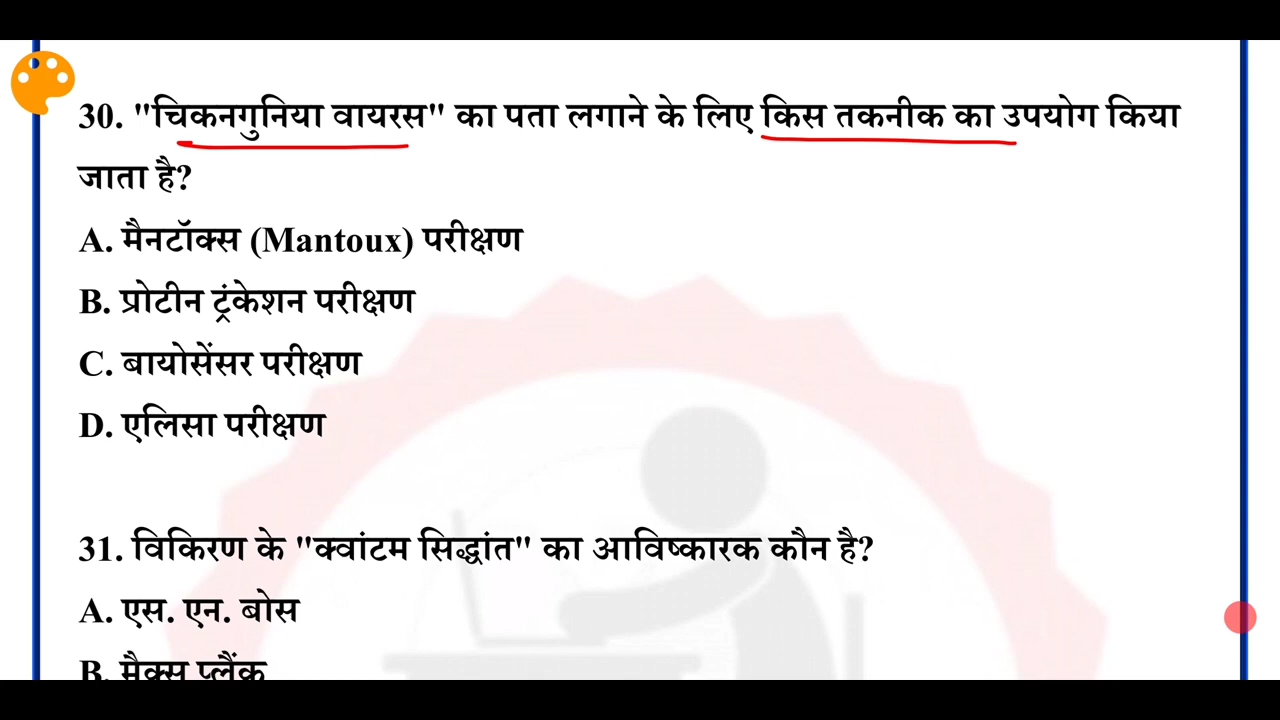 30. "चिकनगुनिया वायरस" का पता लगाने के लिए किस तकनीक का उपयोग किया
जाता है?
A. मैनटॉक्स (Mantoux) परीक्षण
B. प्रोटीन ट्रंकेशन परीक्षण
C. बायोसेंसर परीक्षण
D. एलिसा परीक्षण
31. विकिरण के "क्वांटम सिद्धांत" का आविष्कारक कौन है?
A. एस. एन. बोस
B. मैक्स प्लैंक